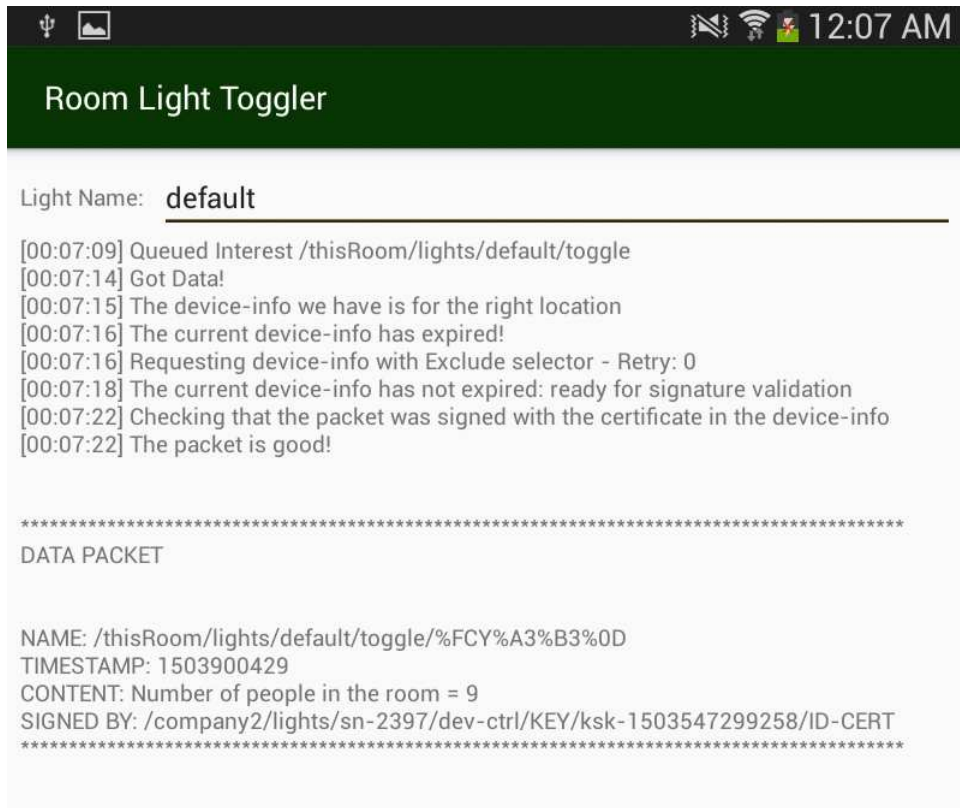 12:07 AM
Room Light Toggler
Light Name: default
[00:07:09] Queued Interest /thisRoom/lights/default/toggle
[00:07:14] Got Data!
[00:07:15] The device-info we have is for the right location
[00:07:16] The current device-info has expired!
[00:07:16] Requesting device-info with Exclude selector - Retry: 0
[00:07:18] The current device-info has not expired: ready for signature validation
[00:07:22] Checking that the packet was signed with the certificate in the device-info
[00:07:22] The packet is good!
******************************************************************************************
DATA PACKET
NAME: /thisRoom/lights/default/toggle/%FCY%A3%B3%0D
TIMESTAMP: 1503900429
CONTENT: Number of people in the room = 9
SIGNED BY: /company2/lights/sn-2397/dev-ctrl/KEY/ksk-1503547299258/ID-CERT
******************************************************************************************